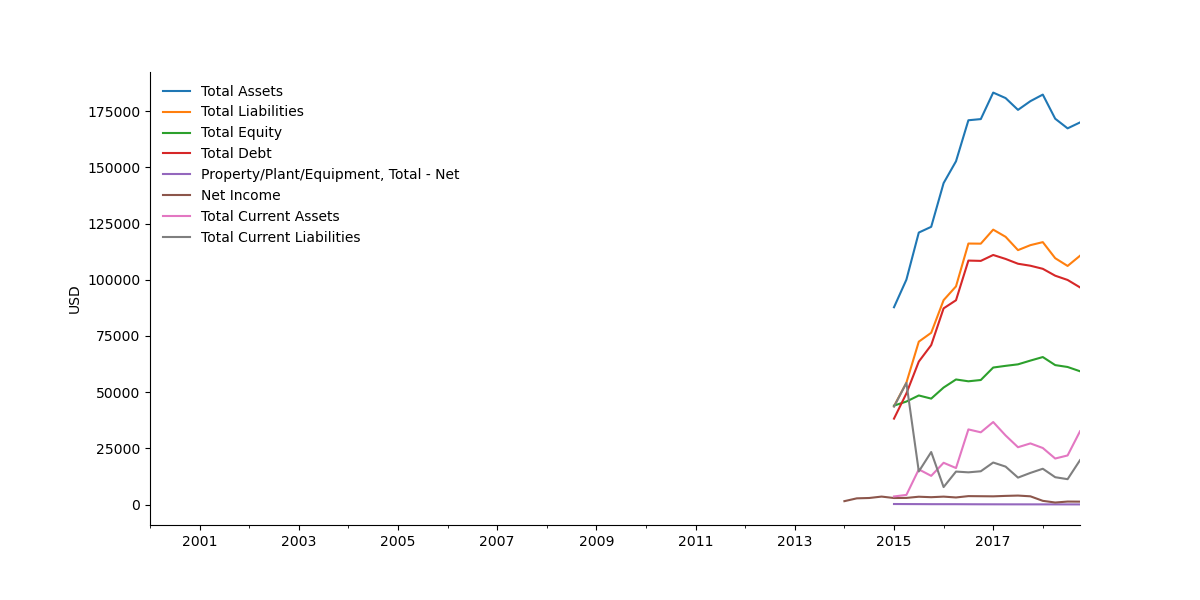 Total Assets
Total Liabilities
Total Equity
Total Debt
Property/Plant/Equipment, Total - Net
Net Income
Total Current Assets
Total Current Liabilities
USD
175000
150000
125000
100000
75000
50000
25000
0
2001 2003 2005 2007 2009 2011 2013 2015 2017